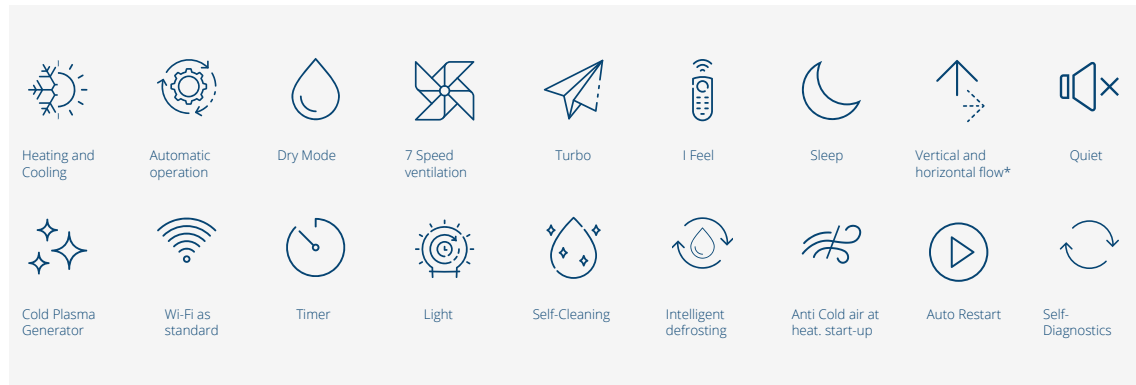 Heating and
Cooling
Automatic
operation
Dry Mode
7 Speed
ventilation
Turbo
I Feel
Sleep
Vertical and
horizontal flow*
Quiet
Cold Plasma
Generator
Wi-Fi as
standard
Timer
Light
Self-Cleaning
Intelligent
defrosting
Anti Cold air at
heat. start-up
Auto Restart
Self-
Diagnostics